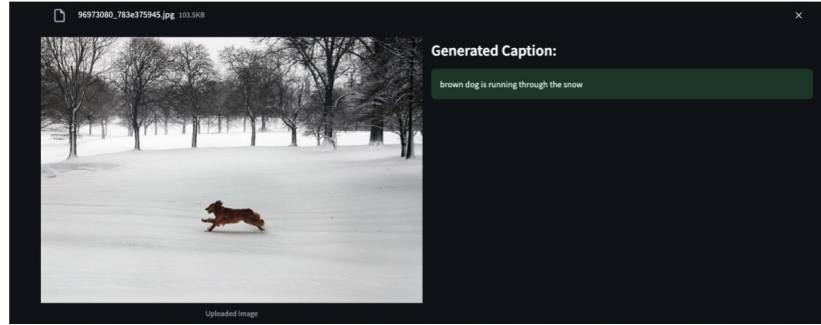 96973080_783e375945.jpg 103.5KB
Generated Caption:
brown dog is running through the snow
Uploaded Image